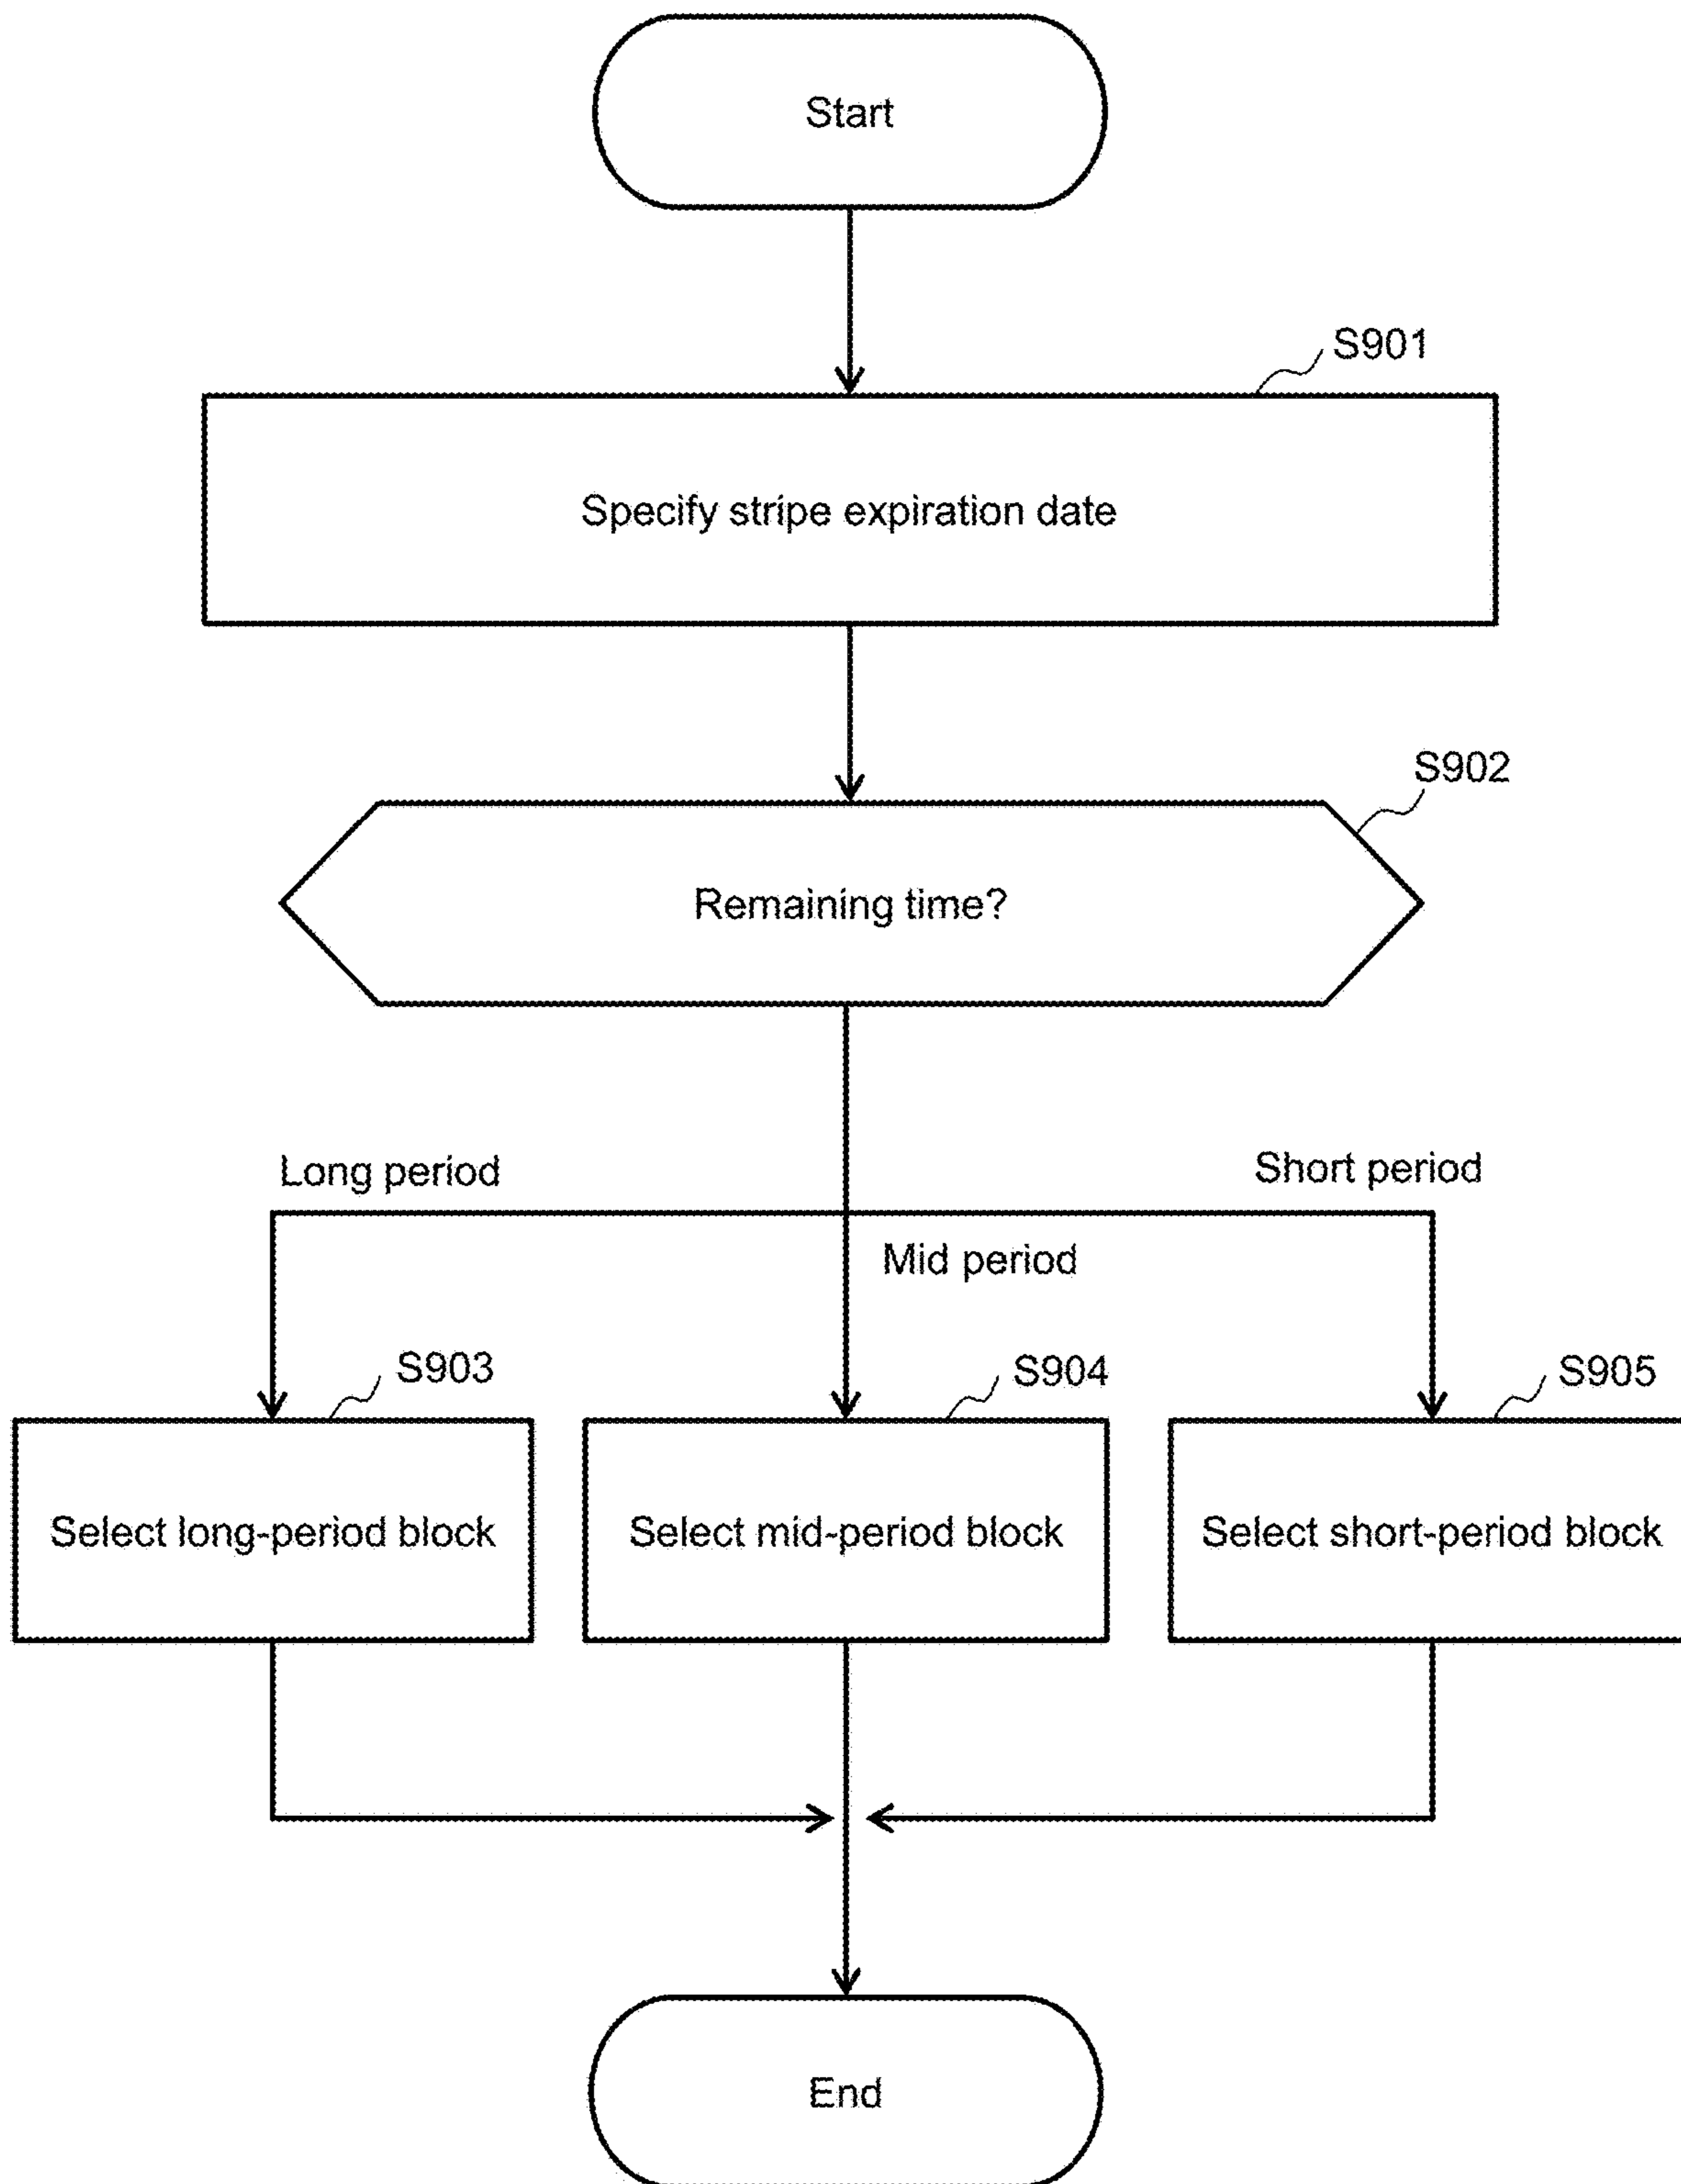 Start
S901
Specify stripe expiration date
S902
Remaining time?
Long period
Short period
Mid period
S903
S904
S905
Select long-period block
Select mid-period block
Select short-period block
End